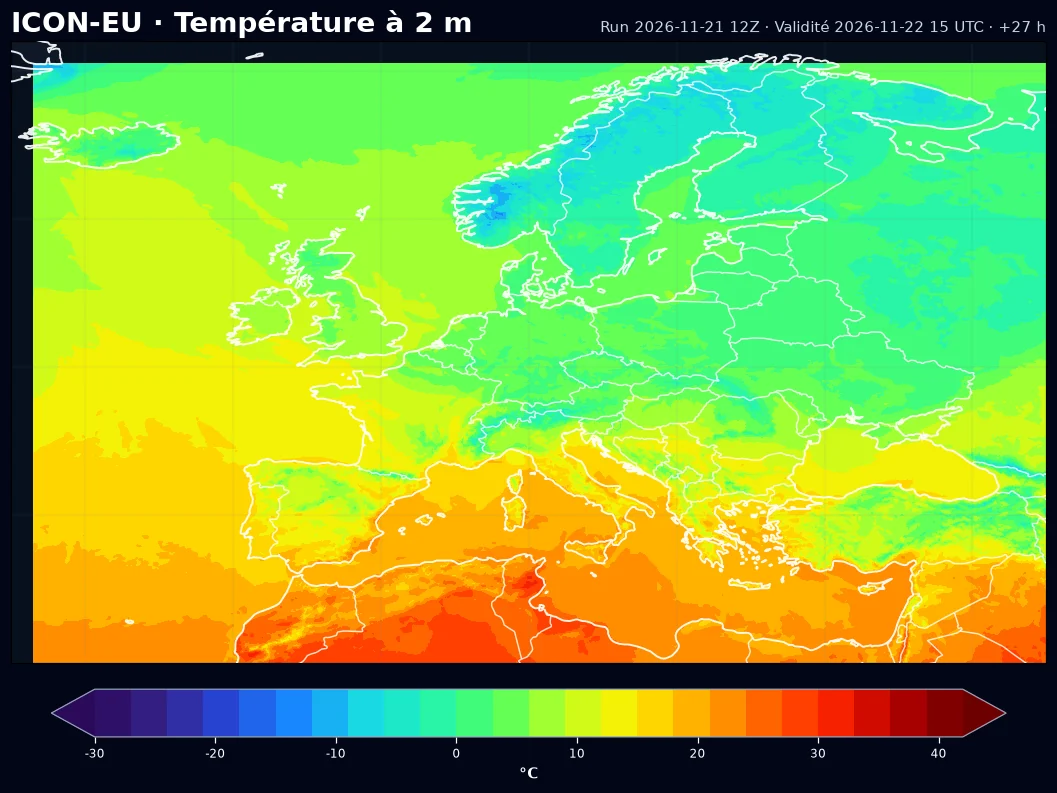 ICON-EU · Température à 2 m
Run 2026-11-21 12Z · Validité 2026-11-22 15 UTC · +27 h
-30 -20 -10 0 10 20 30 40
°C